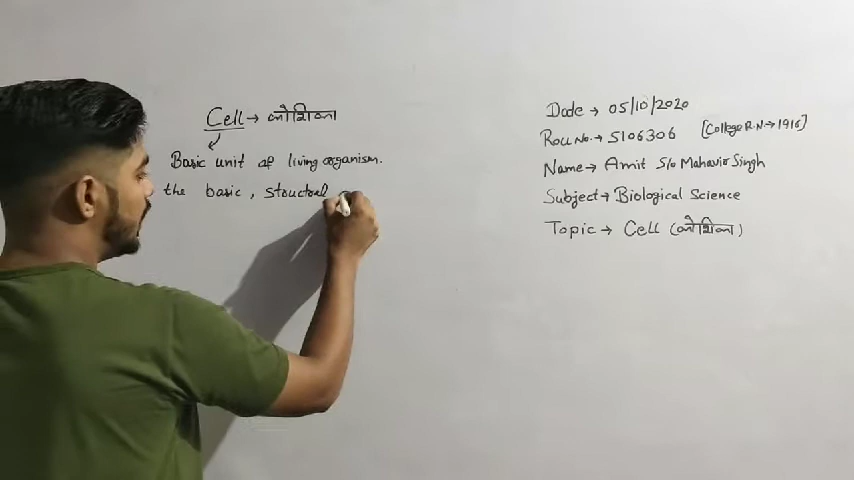 Cell → कोशिका
Basic unit of living organism.
the basic, structral
Date → 05/10/2020
Roll No. → 5106306 [College R.N → 1916]
Name → Amit S/o Mahavir Singh
Subject → Biological Science
Topic → Cell (कोशिका)